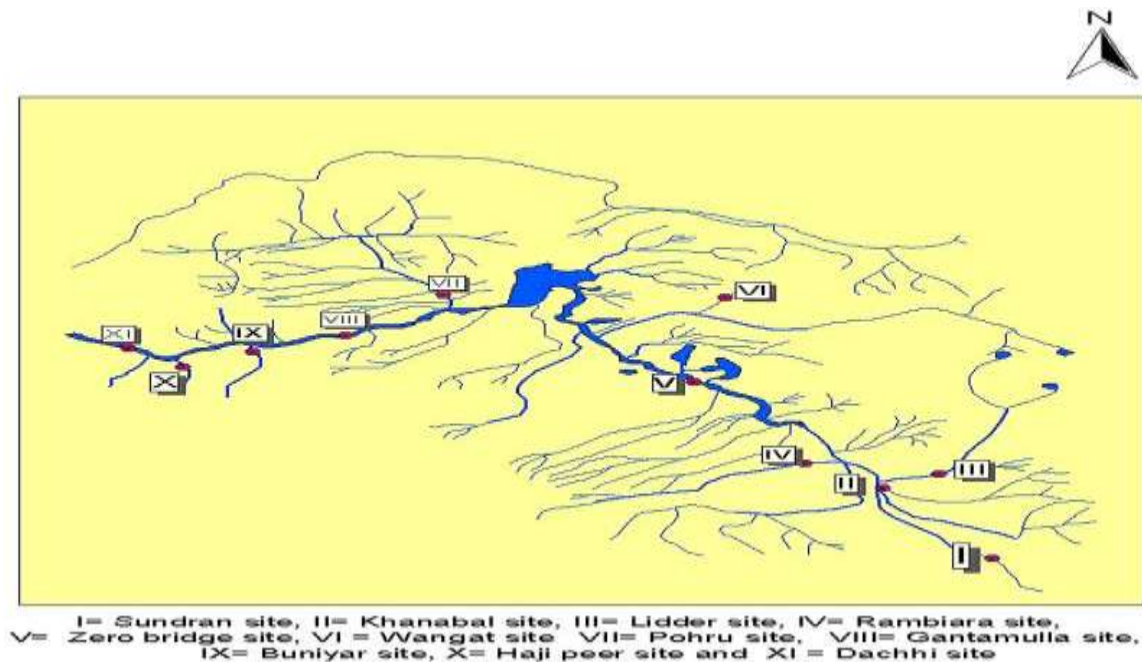 N
VII
VI
XI
IX
VIII
X
V
IV
III
II
I
I= Sundran site, II= Khanabal site, III= Lidder site, IV= Rambiara site,
V= Zero bridge site, VI = Wangat site VII= Pohru site, VIII= Gantamulla site,
IX= Buniyar site, X= Haji peer site and XI = Dachhi site